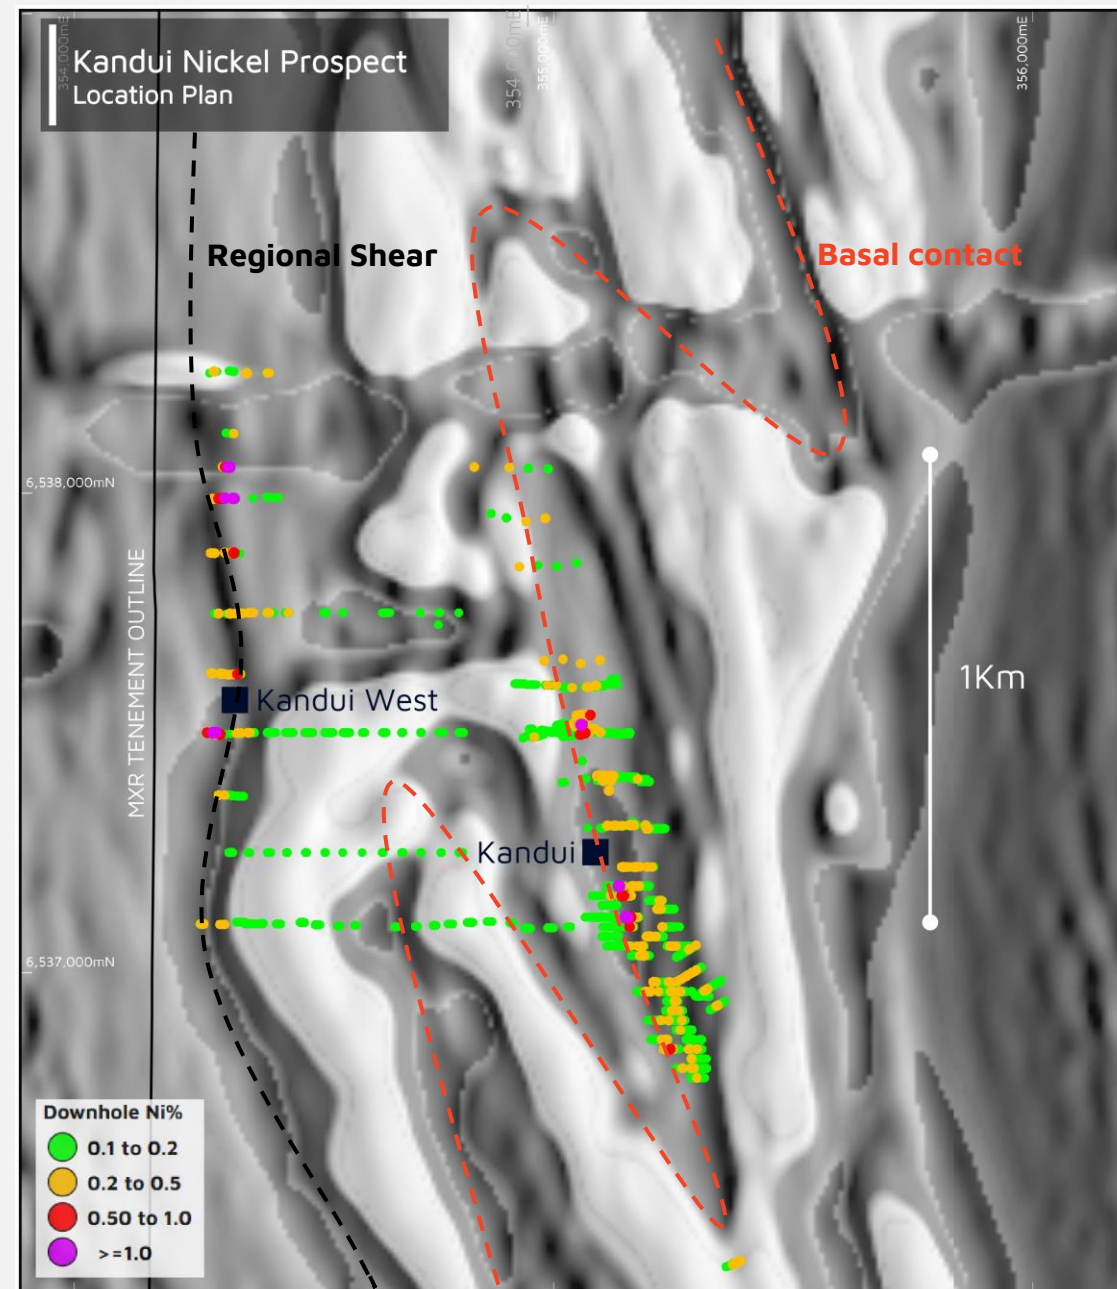 354,000mE
354,000mE
355,000mE
356,000mE
Kandui Nickel Prospect
Location Plan
Regional Shear
Basal contact
6,538,000mN
MXR TENEMENT OUTLINE
1Km
Kandui West
Kandui
6,537,000mN
Downhole Ni%
0.1 to 0.2
0.2 to 0.5
0.50 to 1.0
>=1.0